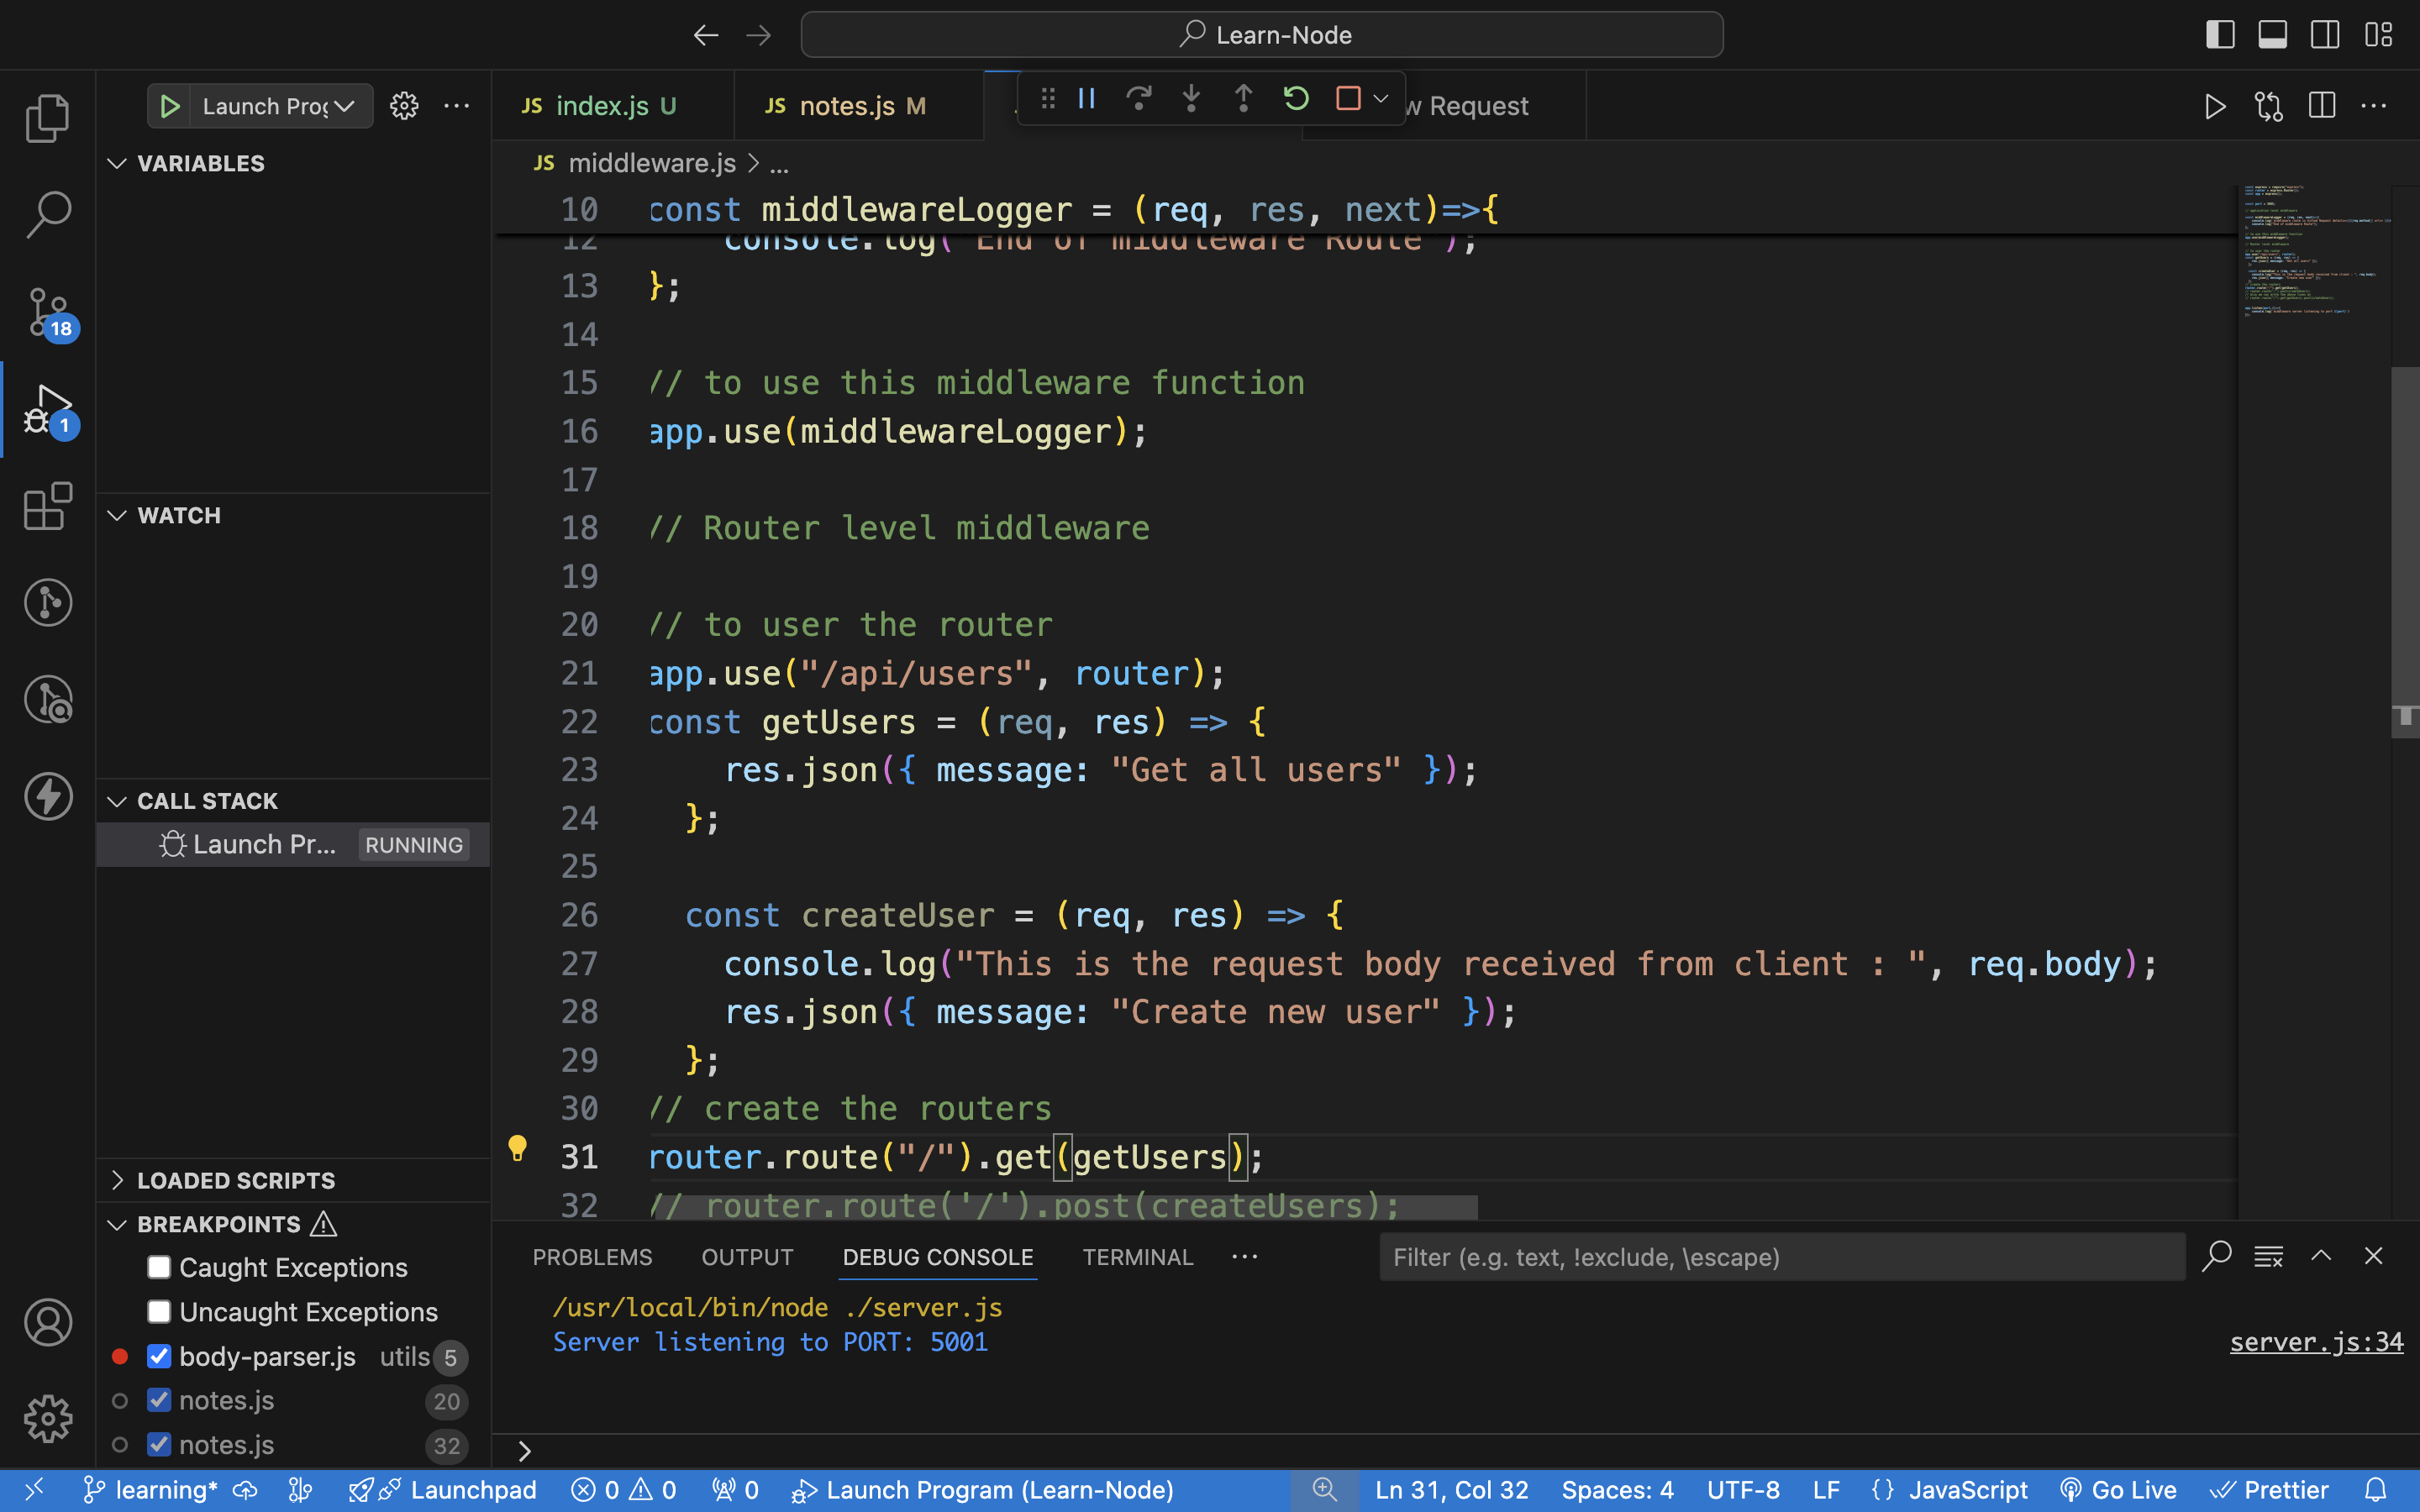 Learn-Node
Launch Prog
index.js U
notes.js M
w Request
VARIABLES
JS middleware.js > ...
10 const middlewareLogger = (req, res, next)=>{
12 console.log( End of middleware Route );
13 };
14
15 // to use this middleware function
16 app.use(middlewareLogger);
17
18 // Router level middleware
19
20 // to user the router
21 app.use("/api/users", router);
22 const getUsers = (req, res) => {
23 res.json({ message: "Get all users" });
24 };
25
26 const createUser = (req, res) => {
27 console.log("This is the request body received from client : ", req.body);
28 res.json({ message: "Create new user" });
29 };
30 // create the routers
31 router.route("/").get(getUsers);
32 // router.route('/').post(createUsers);
18
1
WATCH
CALL STACK
Launch Pr... RUNNING
LOADED SCRIPTS
BREAKPOINTS
Caught Exceptions
Uncaught Exceptions
body-parser.js utils 5
notes.js 20
notes.js 32
PROBLEMS OUTPUT DEBUG CONSOLE TERMINAL ...
Filter (e.g. text, !exclude, \escape)
/usr/local/bin/node ./server.js
Server listening to PORT: 5001 server.js:34
>
learning* Launchpad 0 0 0 Launch Program (Learn-Node) Ln 31, Col 32 Spaces: 4 UTF-8 LF {} JavaScript Go Live Prettier